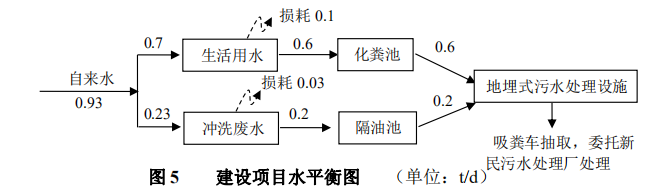 损耗 0.1
0.7
生活用水
0.6
化粪池
0.6
自来水
0.93
损耗 0.03
地埋式污水处理设施
0.23
冲洗废水
0.2
隔油池
0.2
吸粪车抽取，委托新
民污水处理厂处理
图 5 建设项目水平衡图 （单位：t/d）